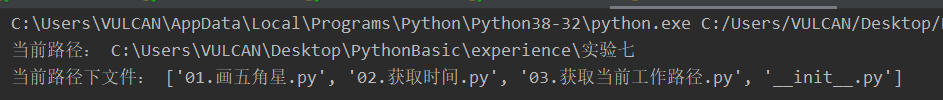 C:\Users\VULCAN\AppData\Local\Programs\Python\Python38-32\python.exe C:/Users/VULCAN/Desktop/
当前路径： C:\Users\VULCAN\Desktop\PythonBasic\experience\实验七
当前路径下文件： ['01.画五角星.py', '02.获取时间.py', '03.获取当前工作路径.py', '__init__.py']